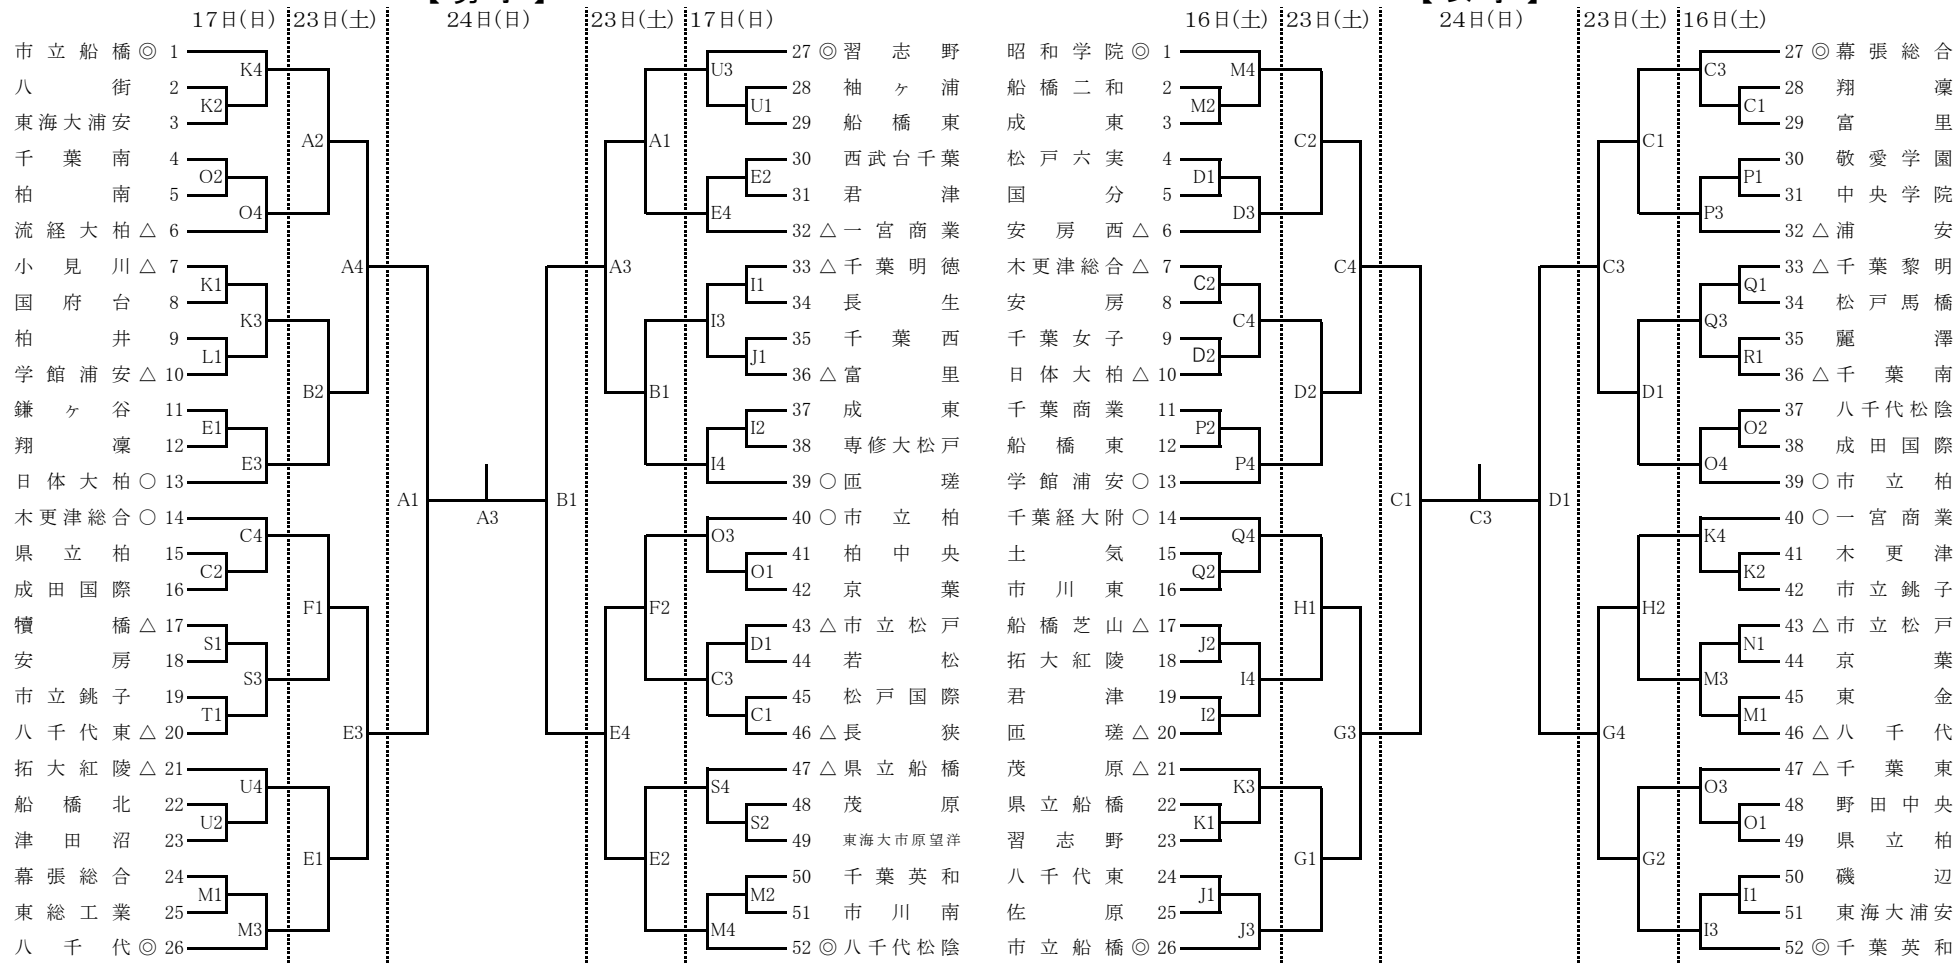 17日(日) 23日(土) 24日(日) 23日(土) 17日(日)
市立船橋 ◎ 1
K4
八街 2
K2
東海大浦安 3
A2
千葉南 4
O2
柏南 5
O4
流経大柏 △ 6
A4
小見川 △ 7
K1
国府台 8
K3
柏井 9
L1
学館浦安 △ 10
B2
鎌ヶ谷 11
E1
翔凜 12
E3
日体大柏 ○ 13
A1
木更津総合 ○ 14
C4
県立柏 15
C2
成田国際 16
F1
犢橋 △ 17
S1
安房 18
S3
市立銚子 19
T1
八千代東 △ 20
E3
拓大紅陵 △ 21
U4
船橋北 22
U2
津田沼 23
E1
幕張総合 24
M1
東総工業 25
M3
八千代 ◎ 26
A3
B1
27 ◎ 習志野
U3
28 袖ヶ浦
U1
29 船橋東
A1
30 西武台千葉
E2
31 君津
E4
32 △ 一宮商業
A3
33 △ 千葉明徳
I1
34 長生
I3
35 千葉西
J1
36 △ 富里
B1
37 成東
I2
38 専修大松戸
I4
39 ○ 匝瑳
40 ○ 市立柏
O3
41 柏中央
O1
42 京葉
F2
43 △ 市立松戸
D1
44 若松
C3
45 松戸国際
C1
46 △ 長狭
E4
47 △ 県立船橋
S4
48 茂原
S2
49 東海大市原望洋
E2
50 千葉英和
M2
51 市川南
M4
52 ◎ 八千代松陰
16日(土) 23日(土) 24日(日) 23日(土) 16日(土)
昭和学院 ◎ 1
M4
船橋二和 2
M2
成東 3
C2
松戸六実 4
D1
国分 5
D3
安房西 △ 6
C4
木更津総合 △ 7
C2
安房 8
C4
千葉女子 9
D2
日体大柏 △ 10
D2
千葉商業 11
P2
船橋東 12
P4
学館浦安 ○ 13
C1
千葉経大附 ○ 14
Q4
土気 15
Q2
市川東 16
H1
船橋芝山 △ 17
J2
拓大紅陵 18
I4
君津 19
I2
匝瑳 △ 20
G3
茂原 △ 21
K3
県立船橋 22
K1
習志野 23
G1
八千代東 24
J1
佐原 25
J3
市立船橋 ◎ 26
C3
D1
27 ◎ 幕張総合
C3
28 翔凜
C1
29 富里
C1
30 敬愛学園
P1
31 中央学院
P3
32 △ 浦安
C3
33 △ 千葉黎明
Q1
34 松戸馬橋
Q3
35 麗澤
R1
36 △ 千葉南
D1
37 八千代松陰
O2
38 成田国際
O4
39 ○ 市立柏
40 ○ 一宮商業
K4
41 木更津
K2
42 市立銚子
H2
43 △ 市立松戸
N1
44 京葉
M3
45 東金
M1
46 △ 八千代
G4
47 △ 千葉東
O3
48 野田中央
O1
49 県立柏
G2
50 磯辺
I1
51 東海大浦安
I3
52 ◎ 千葉英和